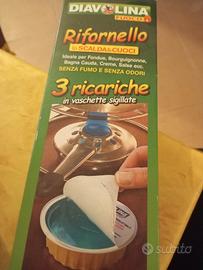 DIAVOLINA
FUOCO
Rifornello
SCALDA&CUOCI
Ideale per Fondue, Bourguignonne,
Bagna Cauda, Creme, Salse ecc.
SENZA FUMO E SENZA ODORI
3 ricariche
in vaschette sigillate
subito